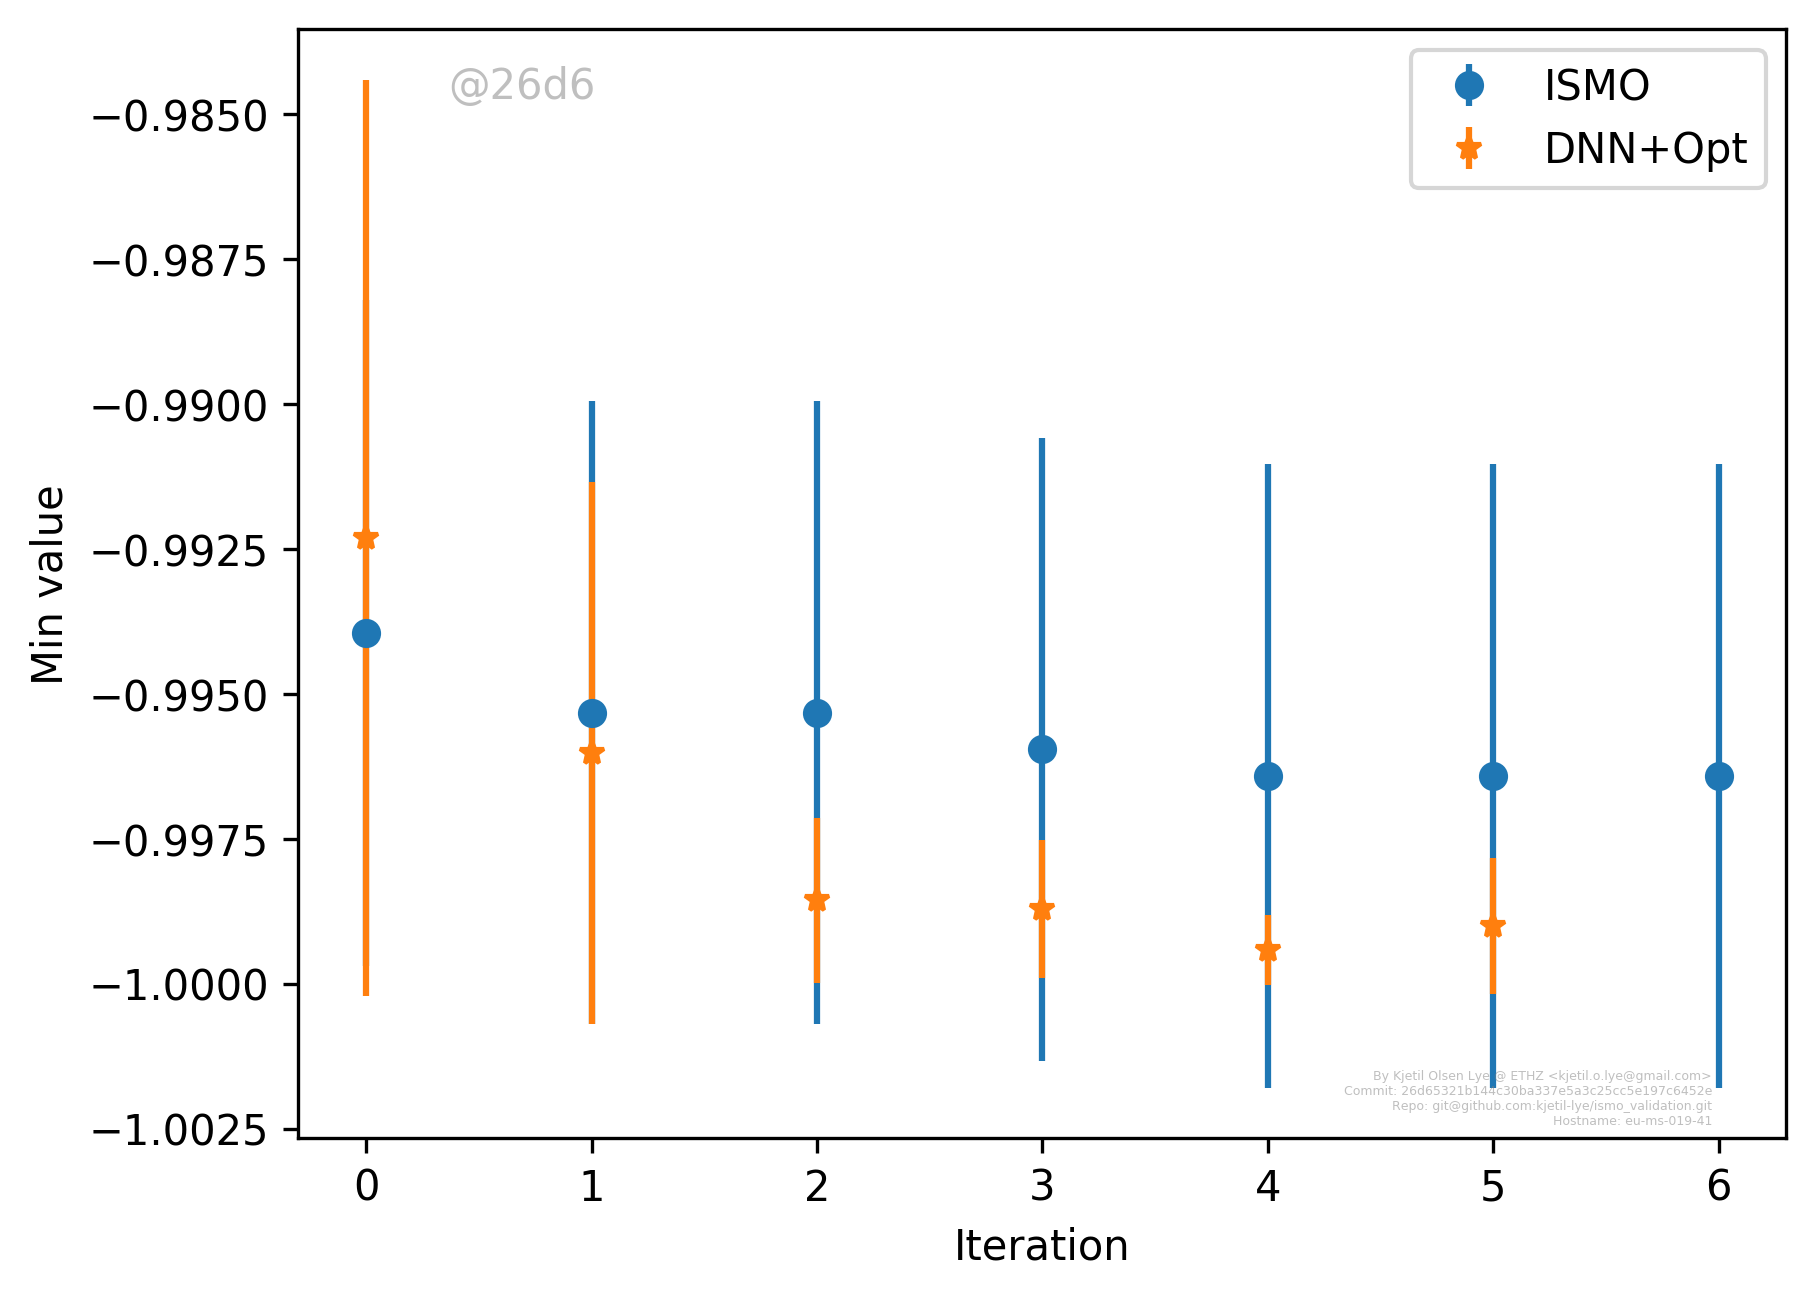 @26d6
ISMO
DNN+Opt
−0.9850
−0.9875
−0.9900
−0.9925
−0.9950
−0.9975
−1.0000
−1.0025
Min value
By Kjetil Olsen Lye @ ETHZ <kjetil.o.lye@gmail.com>
Commit: 26d65321b144c30ba337e5a3c25cc5e197c6452e
Repo: git@github.com:kjetil-lye/ismo_validation.git
Hostname: eu-ms-019-41
0 1 2 3 4 5 6
Iteration